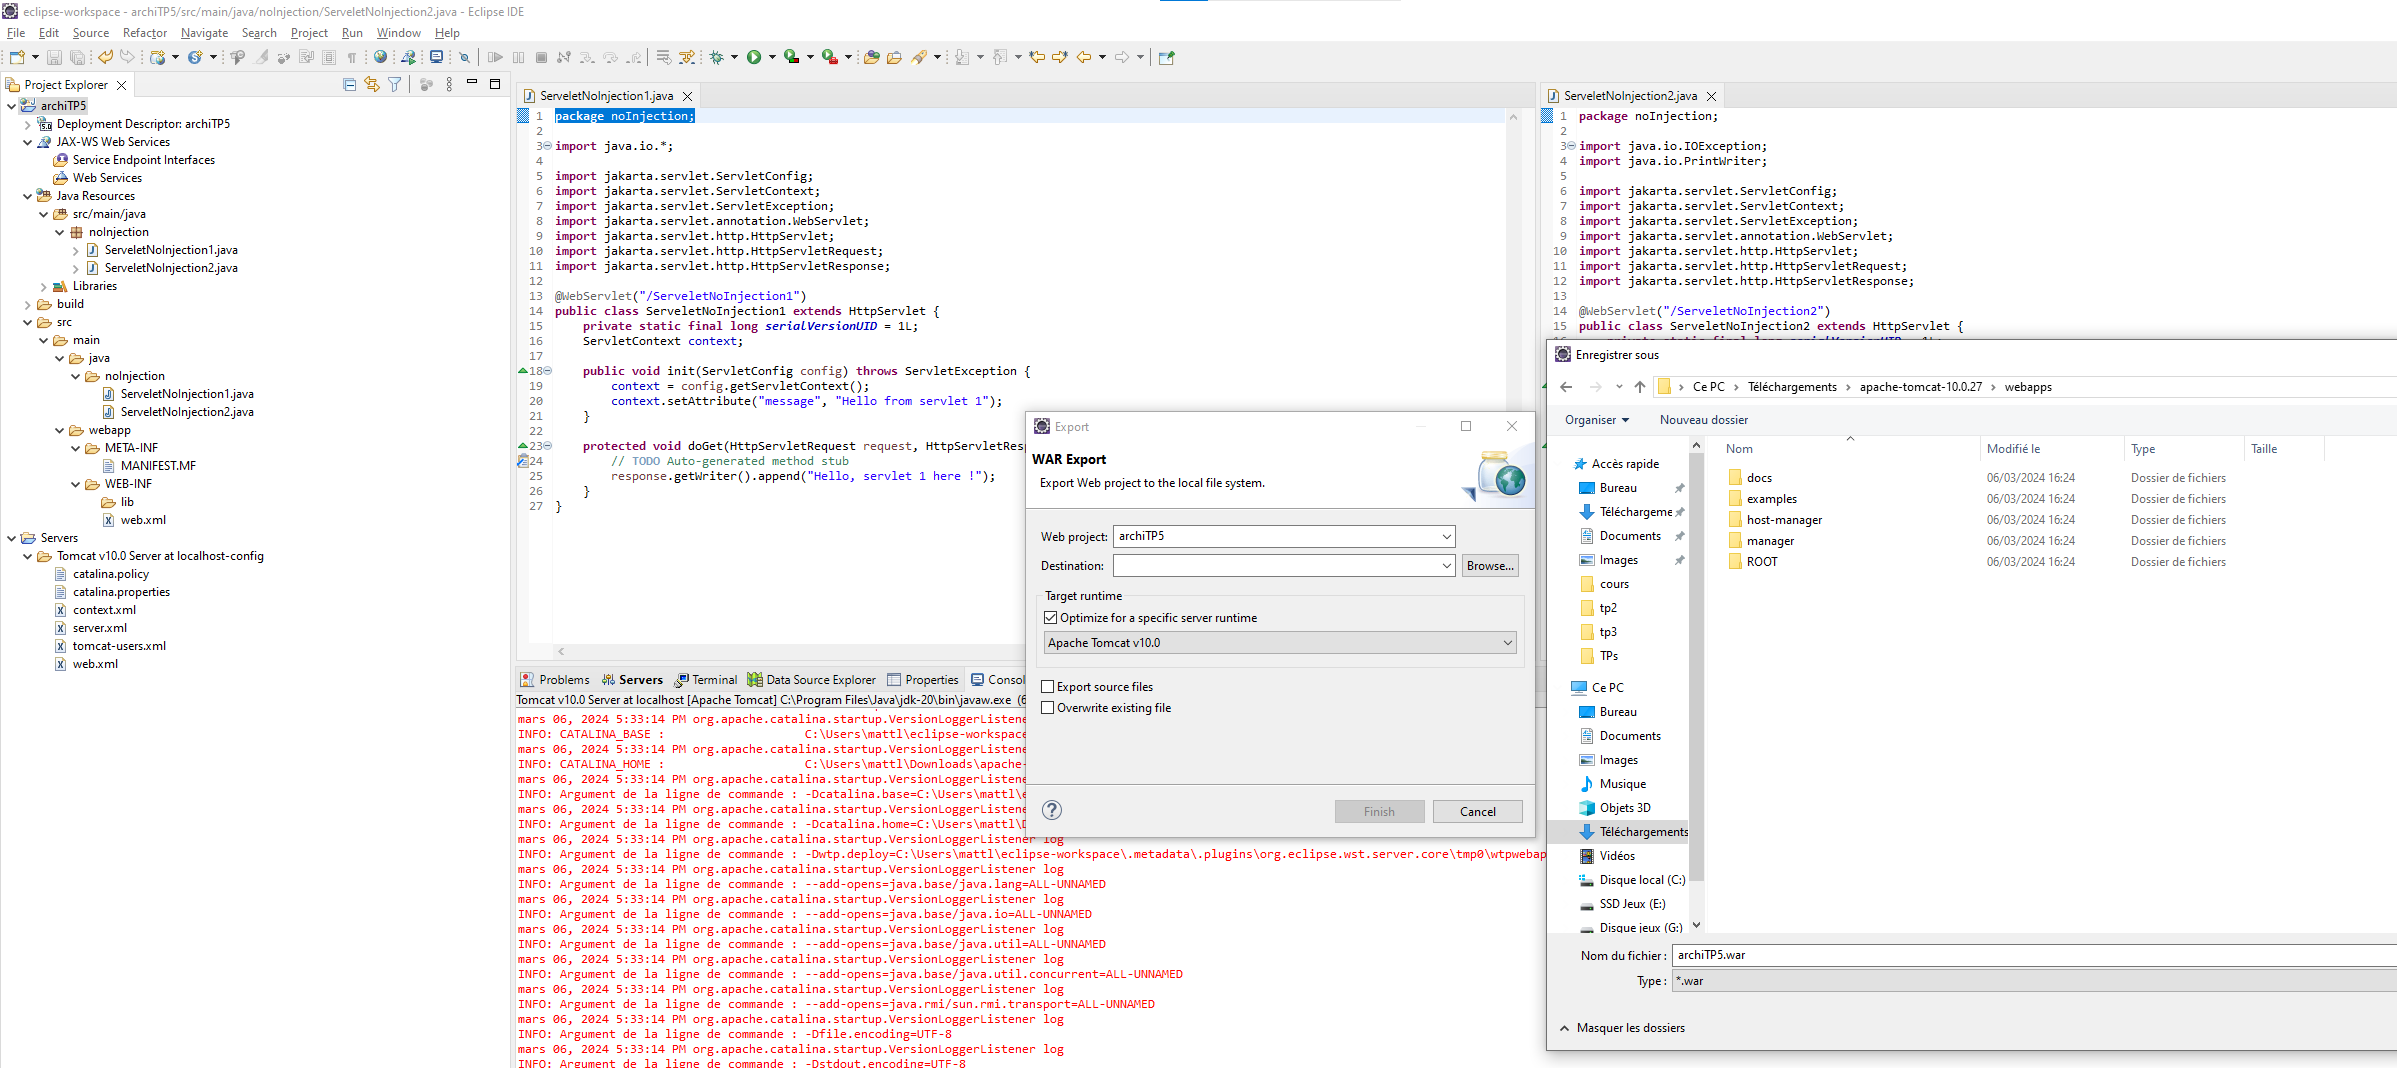 eclipse-workspace - archiTP5/src/main/java/noInjection/ServeletNoInjection2.java - Eclipse IDE
File Edit Source Refactor Navigate Search Project Run Window Help
Project Explorer
archiTP5
Deployment Descriptor: archiTP5
JAX-WS Web Services
Service Endpoint Interfaces
Web Services
Java Resources
src/main/java
noInjection
ServeletNoInjection1.java
ServeletNoInjection2.java
Libraries
build
src
main
java
noInjection
ServeletNoInjection1.java
ServeletNoInjection2.java
webapp
META-INF
MANIFEST.MF
WEB-INF
lib
web.xml
Servers
Tomcat v10.0 Server at localhost-config
catalina.policy
catalina.properties
context.xml
server.xml
tomcat-users.xml
web.xml
ServeletNoInjection1.java
1 package noInjection;
2
3 import java.io.*;
4
5 import jakarta.servlet.ServletConfig;
6 import jakarta.servlet.ServletContext;
7 import jakarta.servlet.ServletException;
8 import jakarta.servlet.annotation.WebServlet;
9 import jakarta.servlet.http.HttpServlet;
10 import jakarta.servlet.http.HttpServletRequest;
11 import jakarta.servlet.http.HttpServletResponse;
12
13 @WebServlet("/ServeletNoInjection1")
14 public class ServeletNoInjection1 extends HttpServlet {
15 private static final long serialVersionUID = 1L;
16 ServletContext context;
17
18 public void init(ServletConfig config) throws ServletException {
19 context = config.getServletContext();
20 context.setAttribute("message", "Hello from servlet 1");
21 }
22
23 protected void doGet(HttpServletRequest request, HttpServletResp
24 // TODO Auto-generated method stub
25 response.getWriter().append("Hello, servlet 1 here !");
26 }
27 }
ServeletNoInjection2.java
1 package noInjection;
2
3 import java.io.IOException;
4 import java.io.PrintWriter;
5
6 import jakarta.servlet.ServletConfig;
7 import jakarta.servlet.ServletContext;
8 import jakarta.servlet.ServletException;
9 import jakarta.servlet.annotation.WebServlet;
10 import jakarta.servlet.http.HttpServlet;
11 import jakarta.servlet.http.HttpServletRequest;
12 import jakarta.servlet.http.HttpServletResponse;
13
14 @WebServlet("/ServeletNoInjection2")
15 public class ServeletNoInjection2 extends HttpServlet {
Export
WAR Export
Export Web project to the local file system.
Web project: archiTP5
Destination: Browse...
Target runtime
Optimize for a specific server runtime
Apache Tomcat v10.0
Export source files
Overwrite existing file
Finish Cancel
Enregistrer sous
Ce PC Téléchargements apache-tomcat-10.0.27 webapps
Organiser Nouveau dossier
Nom Modifié le Type Taille
docs 06/03/2024 16:24 Dossier de fichiers
examples 06/03/2024 16:24 Dossier de fichiers
host-manager 06/03/2024 16:24 Dossier de fichiers
manager 06/03/2024 16:24 Dossier de fichiers
ROOT 06/03/2024 16:24 Dossier de fichiers
Accès rapide
Bureau
Téléchargeme
Documents
Images
cours
tp2
tp3
TPs
Ce PC
Bureau
Documents
Images
Musique
Objets 3D
Téléchargements
Vidéos
Disque local (C:)
SSD Jeux (E:)
Disque jeux (G:)
Nom du fichier : archiTP5.war
Type : *.war
Masquer les dossiers
Problems Servers Terminal Data Source Explorer Properties Consol
Tomcat v10.0 Server at localhost [Apache Tomcat] C:\Program Files\Java\jdk-20\bin\javaw.exe (6
mars 06, 2024 5:33:14 PM org.apache.catalina.startup.VersionLoggerListene
INFO: CATALINA_BASE : C:\Users\mattl\eclipse-workspace
mars 06, 2024 5:33:14 PM org.apache.catalina.startup.VersionLoggerListene
INFO: CATALINA_HOME : C:\Users\mattl\Downloads\apache-
mars 06, 2024 5:33:14 PM org.apache.catalina.startup.VersionLoggerListene
INFO: Argument de la ligne de commande : -Dcatalina.base=C:\Users\mattl\e
mars 06, 2024 5:33:14 PM org.apache.catalina.startup.VersionLoggerListene
INFO: Argument de la ligne de commande : -Dcatalina.home=C:\Users\mattl\D
mars 06, 2024 5:33:14 PM org.apache.catalina.startup.VersionLoggerListener log
INFO: Argument de la ligne de commande : -Dwtp.deploy=C:\Users\mattl\eclipse-workspace\.metadata\.plugins\org.eclipse.wst.server.core\tmp0\wtpwebap
mars 06, 2024 5:33:14 PM org.apache.catalina.startup.VersionLoggerListener log
INFO: Argument de la ligne de commande : --add-opens=java.base/java.lang=ALL-UNNAMED
mars 06, 2024 5:33:14 PM org.apache.catalina.startup.VersionLoggerListener log
INFO: Argument de la ligne de commande : --add-opens=java.base/java.io=ALL-UNNAMED
mars 06, 2024 5:33:14 PM org.apache.catalina.startup.VersionLoggerListener log
INFO: Argument de la ligne de commande : --add-opens=java.base/java.util=ALL-UNNAMED
mars 06, 2024 5:33:14 PM org.apache.catalina.startup.VersionLoggerListener log
INFO: Argument de la ligne de commande : --add-opens=java.base/java.util.concurrent=ALL-UNNAMED
mars 06, 2024 5:33:14 PM org.apache.catalina.startup.VersionLoggerListener log
INFO: Argument de la ligne de commande : --add-opens=java.rmi/sun.rmi.transport=ALL-UNNAMED
mars 06, 2024 5:33:14 PM org.apache.catalina.startup.VersionLoggerListener log
INFO: Argument de la ligne de commande : -Dfile.encoding=UTF-8
mars 06, 2024 5:33:14 PM org.apache.catalina.startup.VersionLoggerListener log
INFO: Argument de la ligne de commande : -Dstdout.encoding=UTF-8